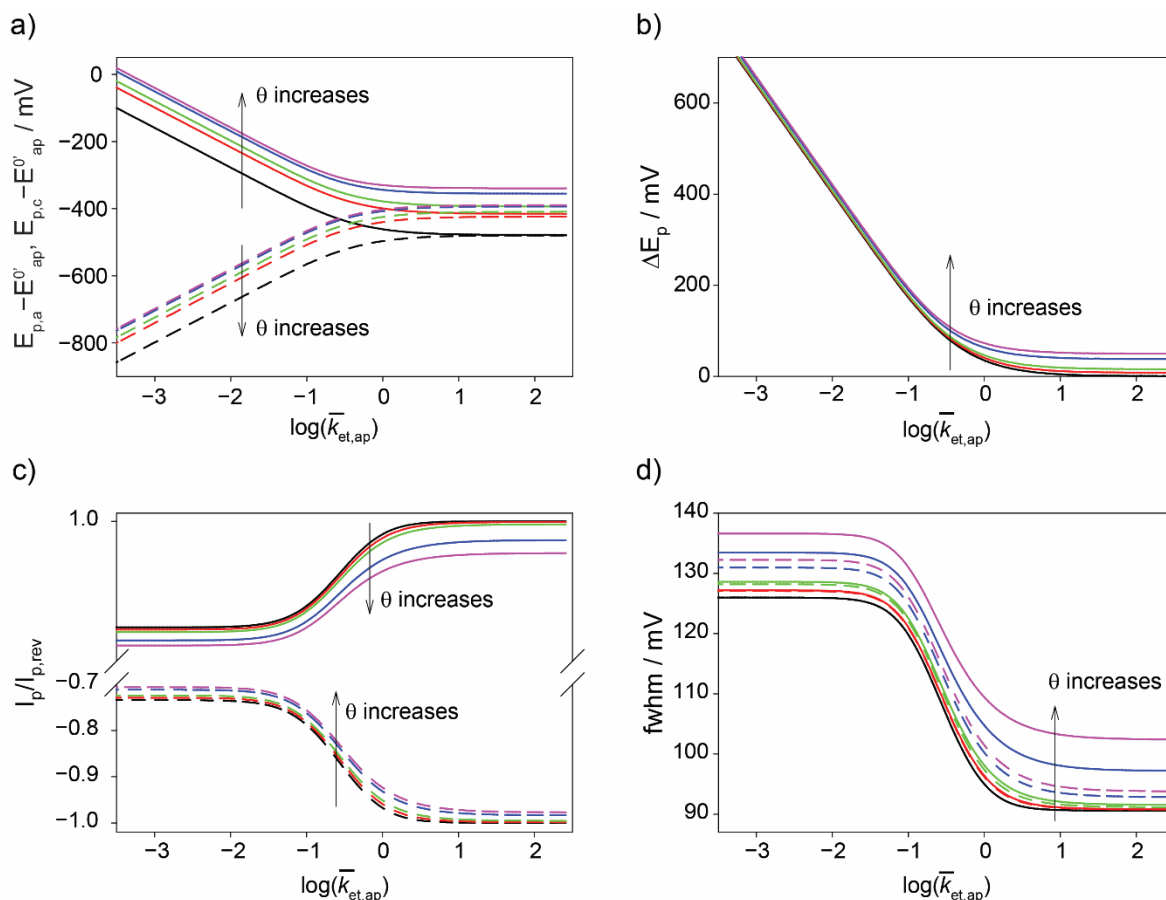 a)
E_p,a −E^0'_ap, E_p,c −E^0'_ap / mV
0
−200
−400
−600
−800
θ increases
θ increases
−3 −2 −1 0 1 2
log(k̅_et,ap)
b)
ΔE_p / mV
600
400
200
0
θ increases
−3 −2 −1 0 1 2
log(k̅_et,ap)
c)
I_p/I_p,rev
1.0
−0.7
−0.8
−0.9
−1.0
θ increases
θ increases
−3 −2 −1 0 1 2
log(k̅_et,ap)
d)
fwhm / mV
140
130
120
110
100
90
θ increases
−3 −2 −1 0 1 2
log(k̅_et,ap)